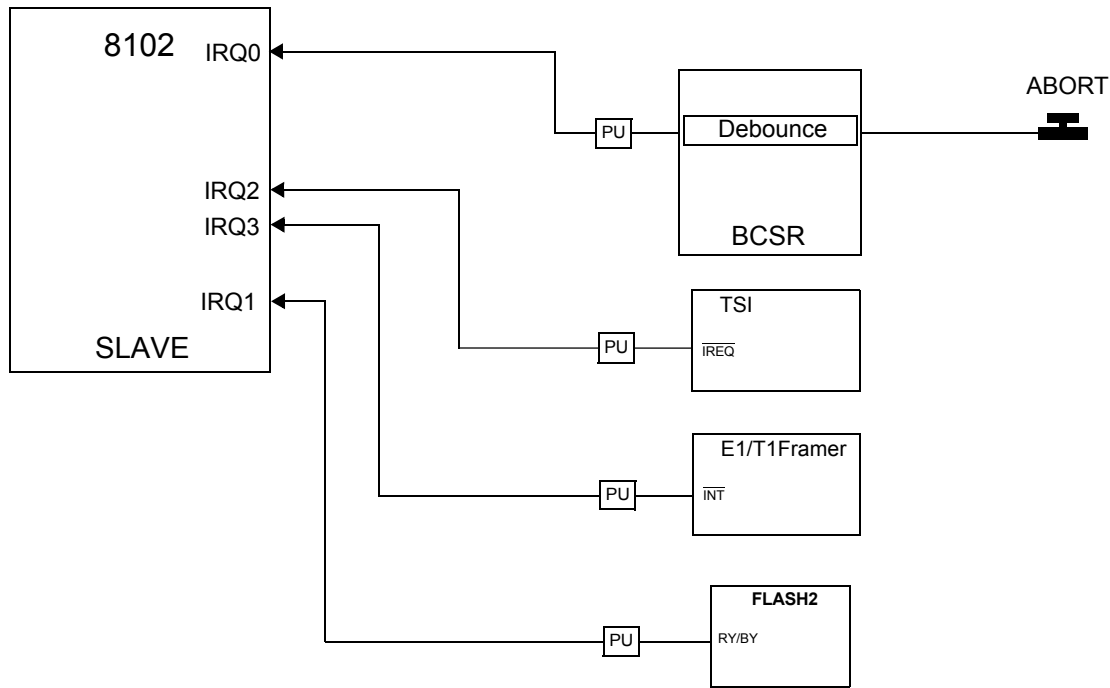 8102
IRQ0
IRQ2
IRQ3
IRQ1
SLAVE
PU
Debounce
BCSR
ABORT
PU
TSI
IREQ
PU
E1/T1Framer
INT
PU
FLASH2
RY/BY